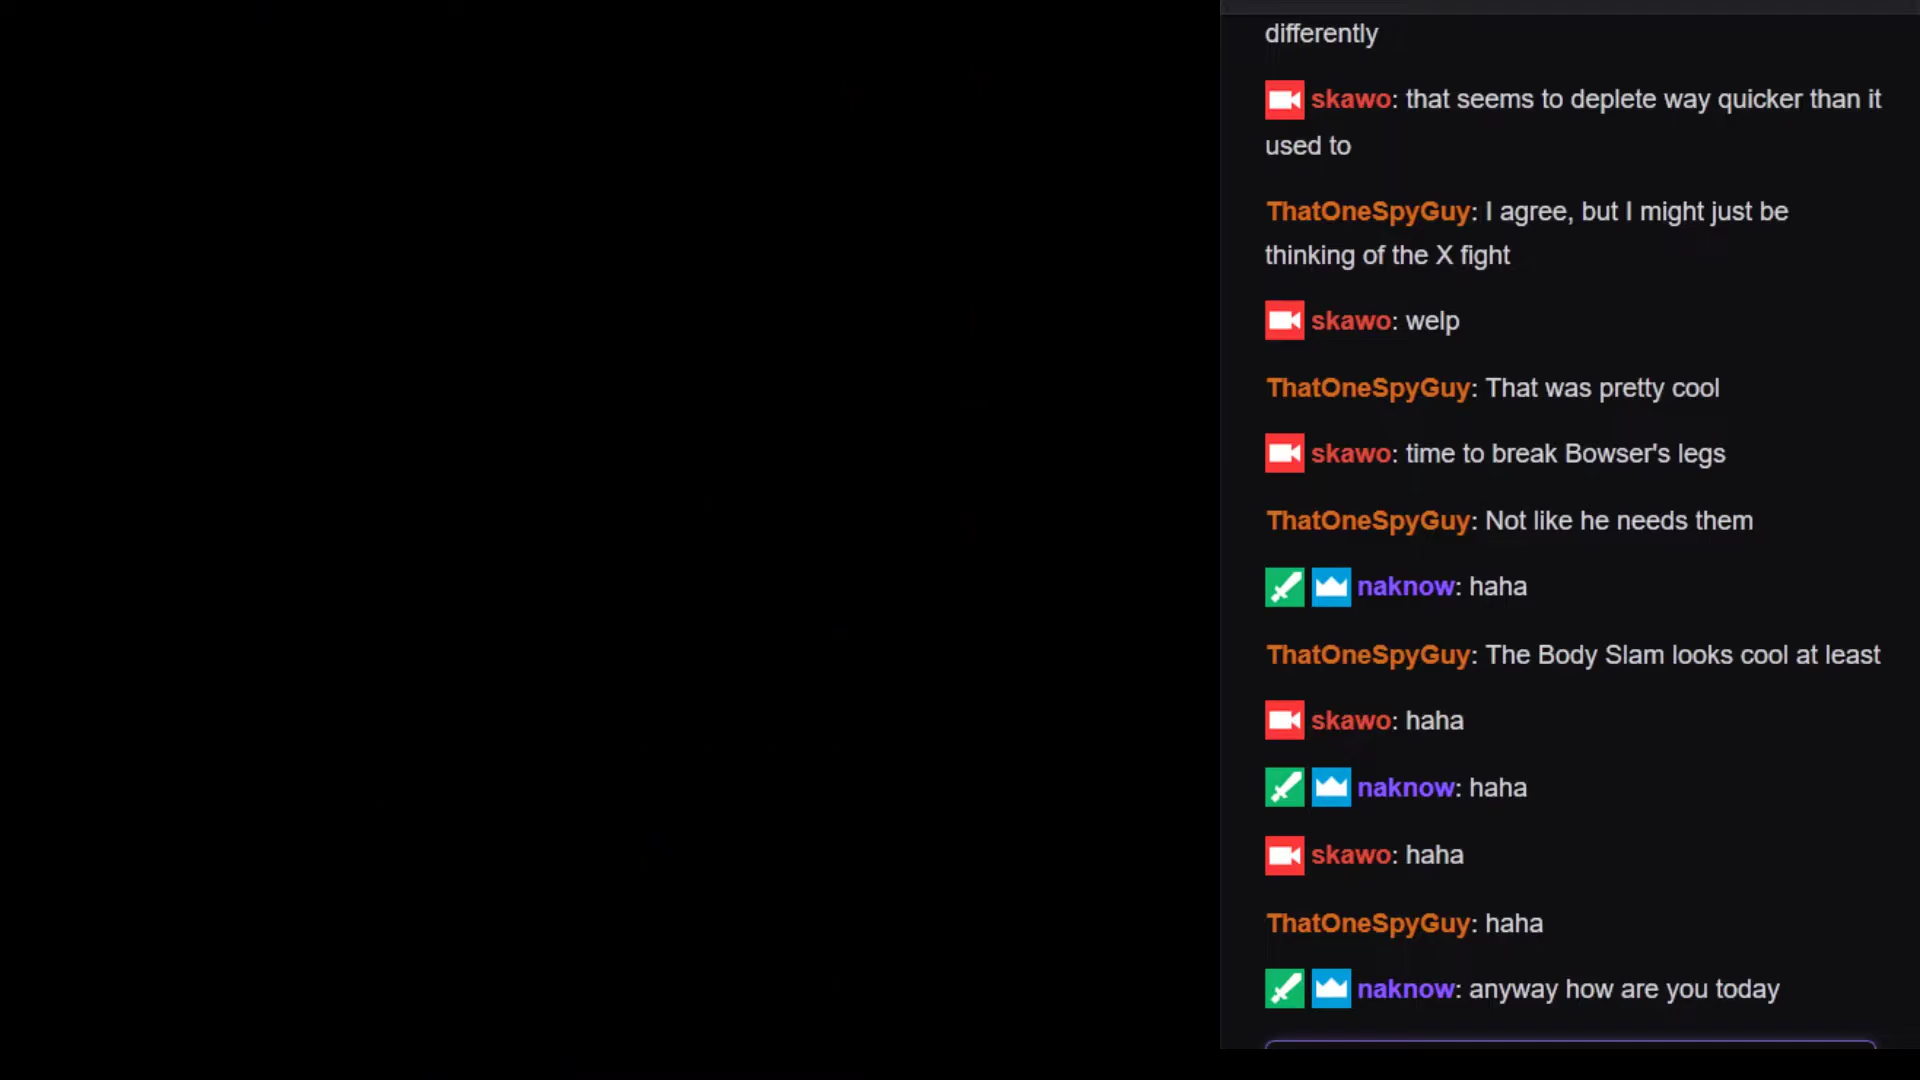 differently
skawo: that seems to deplete way quicker than it
used to
ThatOneSpyGuy: I agree, but I might just be
thinking of the X fight
skawo: welp
ThatOneSpyGuy: That was pretty cool
skawo: time to break Bowser's legs
ThatOneSpyGuy: Not like he needs them
naknow: haha
ThatOneSpyGuy: The Body Slam looks cool at least
skawo: haha
naknow: haha
skawo: haha
ThatOneSpyGuy: haha
naknow: anyway how are you today